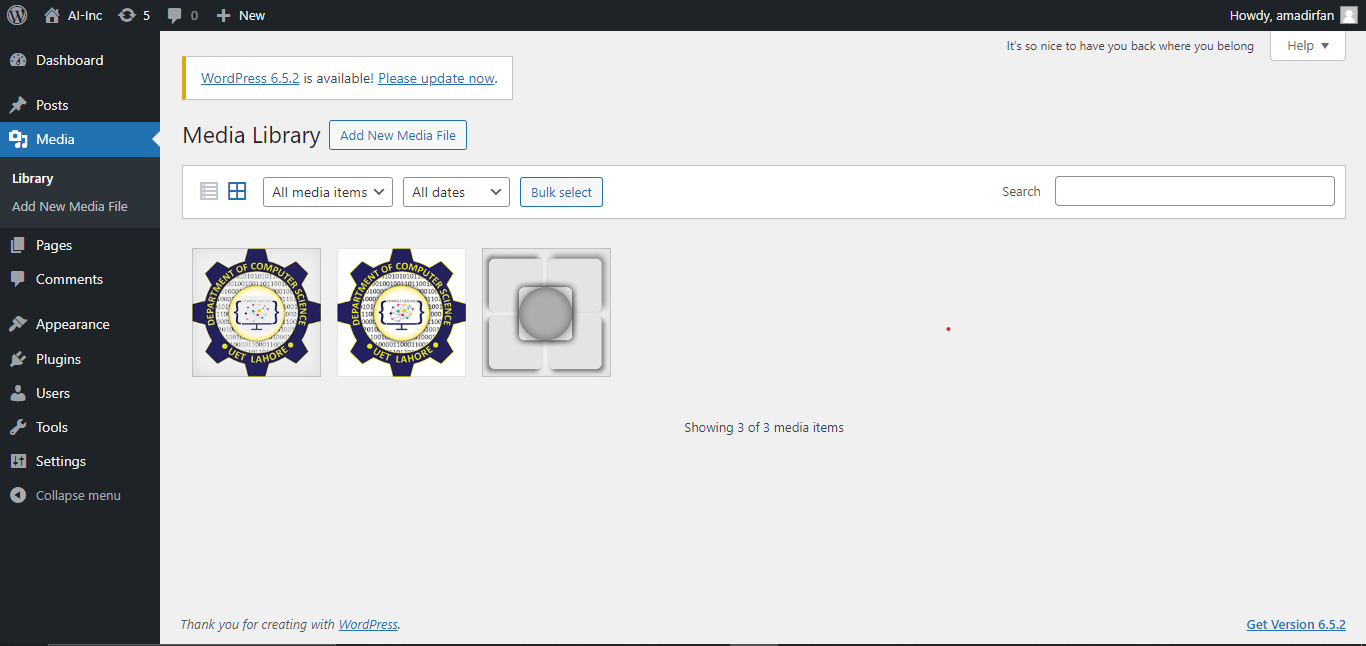 AI-Inc 5 0 New Howdy, amadirfan
Dashboard
Posts
Media
Library
Add New Media File
Pages
Comments
Appearance
Plugins
Users
Tools
Settings
Collapse menu
It's so nice to have you back where you belong Help
WordPress 6.5.2 is available! Please update now.
Media Library Add New Media File
All media items All dates Bulk select Search
DEPARTMENT OF COMPUTER SCIENCE
UET LAHORE
DEPARTMENT OF COMPUTER SCIENCE
UET LAHORE
Showing 3 of 3 media items
Thank you for creating with WordPress. Get Version 6.5.2